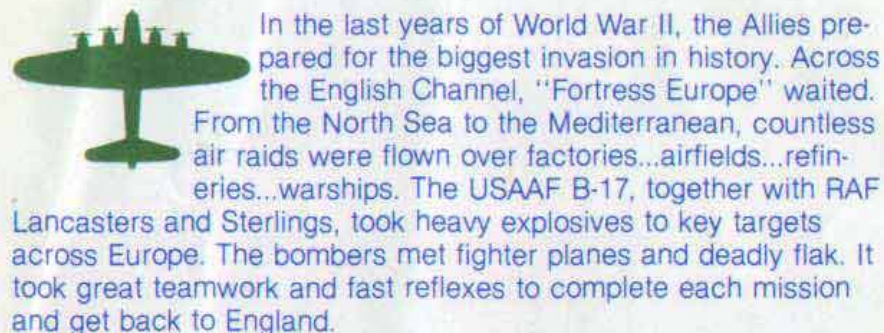 In the last years of World War II, the Allies pre-
pared for the biggest invasion in history. Across
the English Channel, "Fortress Europe" waited.
From the North Sea to the Mediterranean, countless
air raids were flown over factories...airfields...refin-
eries...warships. The USAAF B-17, together with RAF
Lancasters and Sterlings, took heavy explosives to key targets
across Europe. The bombers met fighter planes and deadly flak. It
took great teamwork and fast reflexes to complete each mission
and get back to England.